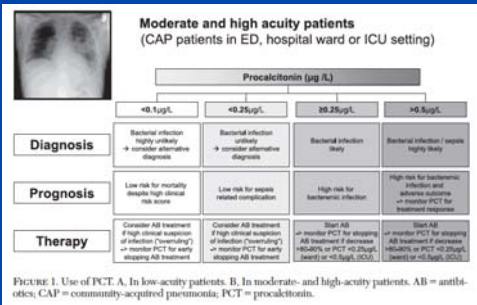 Moderate and high acuity patients
(CAP patients in ED, hospital ward or ICU setting)
Procalcitonin (µg /L)
<0.1µg/L <0.25µg/L ≥0.25µg/L >0.5µg/L
Diagnosis
Bacterial infection
highly unlikely
→ consider alternative
diagnosis
Bacterial infection
unlikely
→ consider alternative
diagnosis
Bacterial infection
likely
Bacterial infection / sepsis
highly likely
Prognosis
Low risk for mortality
despite high clinical
risk score
Low risk for sepsis
related complication
High risk for
bacteremic infection
High risk for bacteremic
infection and
adverse outcome
→ monitor PCT for
treatment response
Therapy
Consider AB treatment
if high clinical suspicion
of infection ("overruling")
→ monitor PCT for early
stopping AB treatment
Consider AB treatment
if high clinical suspicion
of infection ("overruling")
→ monitor PCT for early
stopping AB treatment
Start AB
→ monitor PCT for stopping
AB treatment if decrease
>80-90% or PCT <0.25µg/L
(ward) or <0.5µg/L (ICU)
Start AB
→ monitor PCT for stopping
AB treatment if decrease
>80-90% or PCT <0.25µg/L
(ward) or <0.5µg/L (ICU)
FIGURE 1. Use of PCT. A, In low-acuity patients. B, In moderate- and high-acuity patients. AB = antibi-
otics; CAP = community-acquired pneumonia; PCT = procalcitonin.